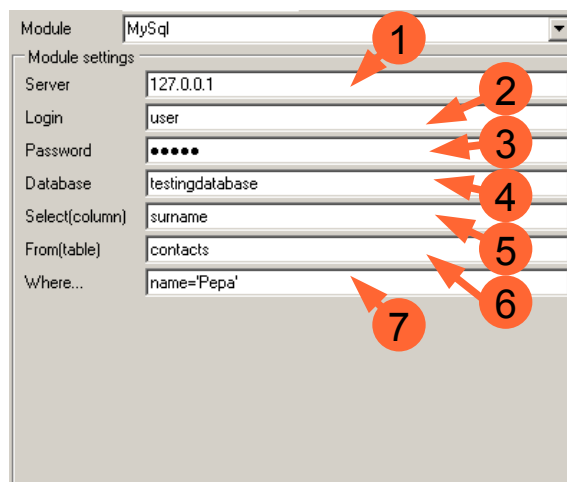 Module MySql
1
Module settings
Server 127.0.0.1
2
Login user
3
Password •••••
Database testingdatabase
4
Select(column) surname
5
From(table) contacts
6
Where... name='Pepa'
7